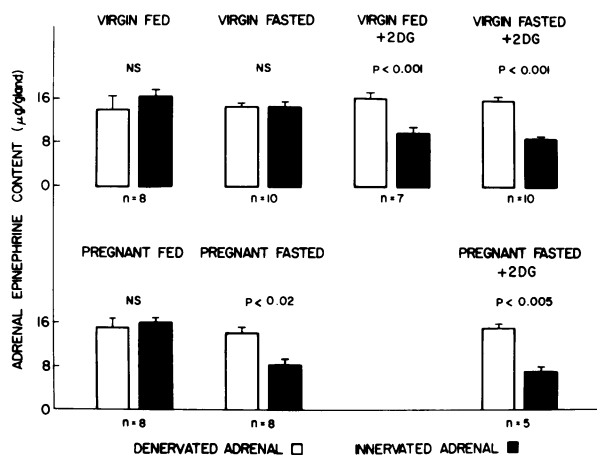 VIRGIN FED VIRGIN FASTED VIRGIN FED VIRGIN FASTED
+2DG +2DG
NS NS P < 0.001 P < 0.001
16
8
0
n=8 n=10 n=7 n=10
ADRENAL EPINEPHRINE CONTENT (μg/gland)
PREGNANT FED PREGNANT FASTED PREGNANT FASTED
+2DG
NS P < 0.02 P < 0.005
16
8
0
n=8 n=8 n=5
DENERVATED ADRENAL INNERVATED ADRENAL